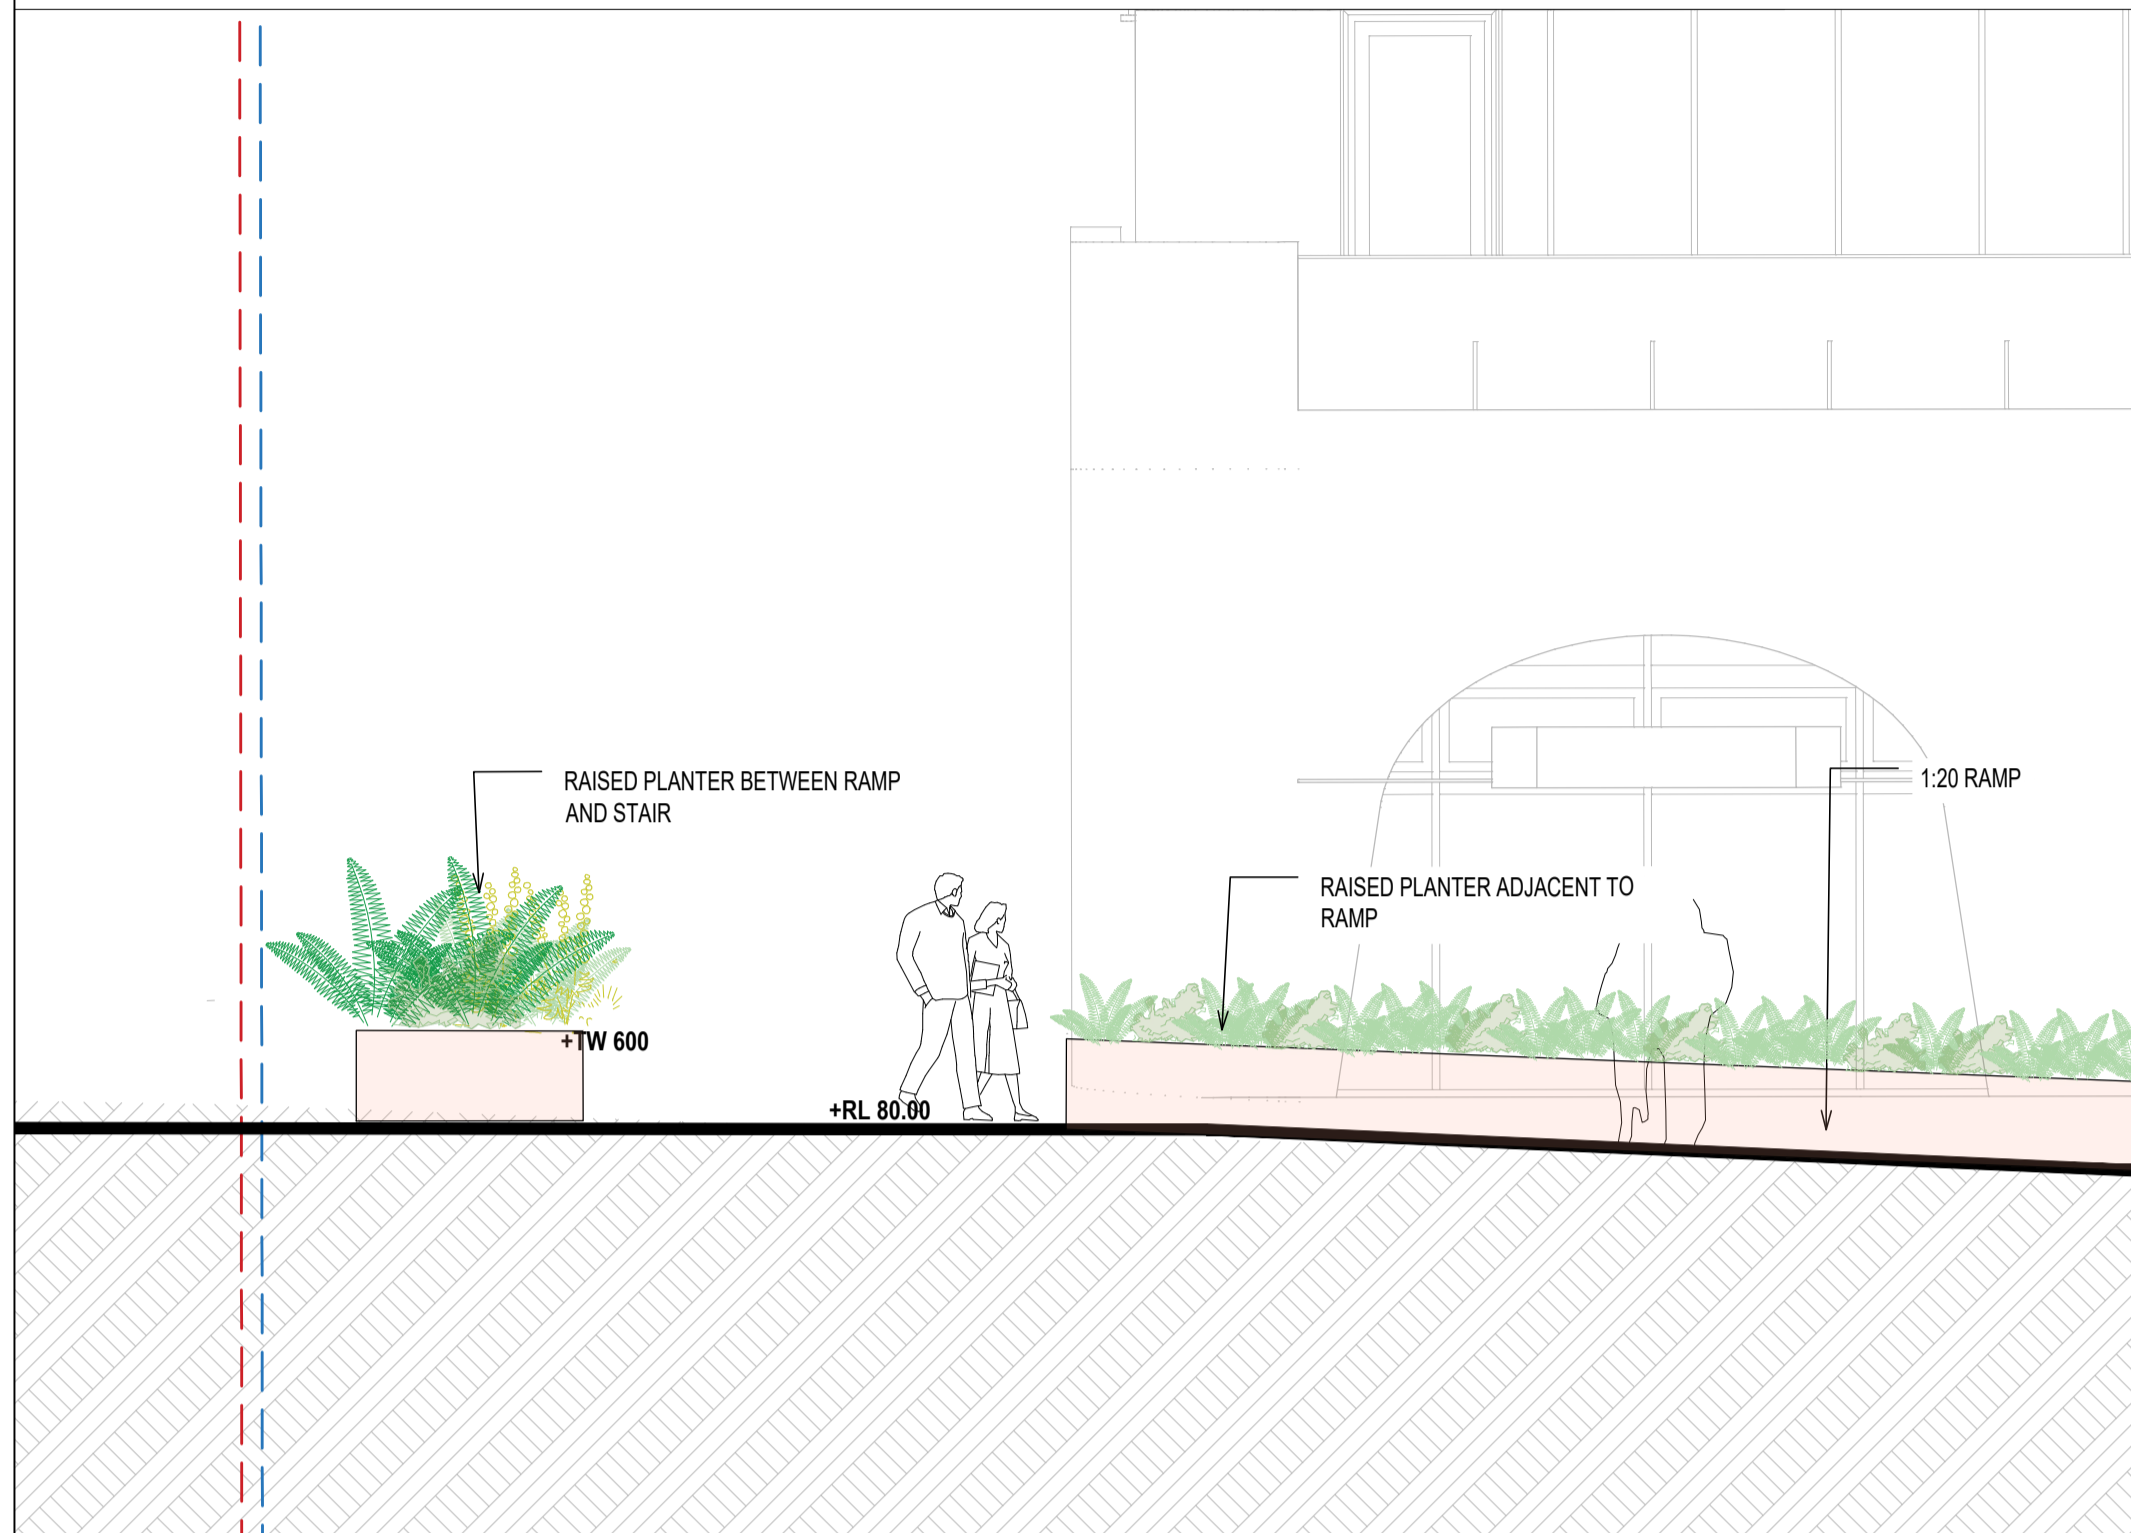 RAISED PLANTER BETWEEN RAMP
AND STAIR
1:20 RAMP
RAISED PLANTER ADJACENT TO
RAMP
+TW 600
+RL 80.00